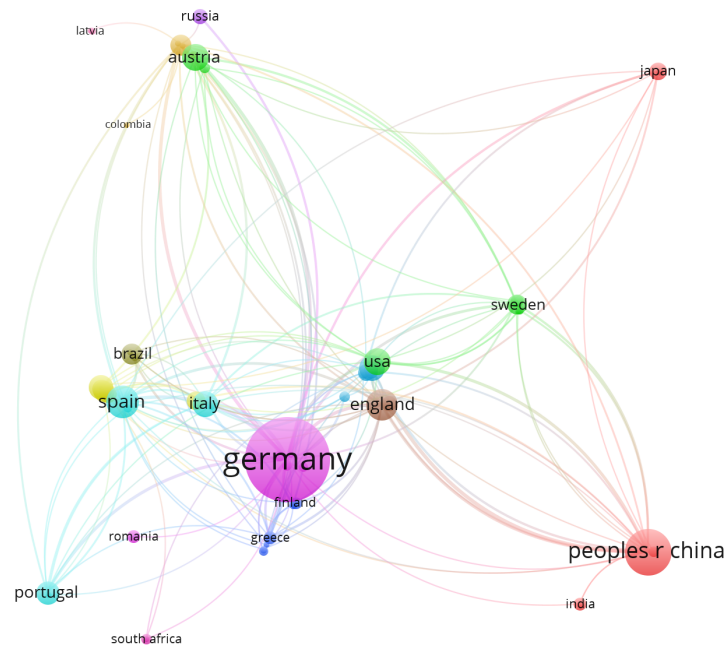 russia
latvia
austria
japan
colombia
sweden
brazil
usa
spain
italy
england
germany
finland
romania
greece
peoples r china
portugal
india
south africa